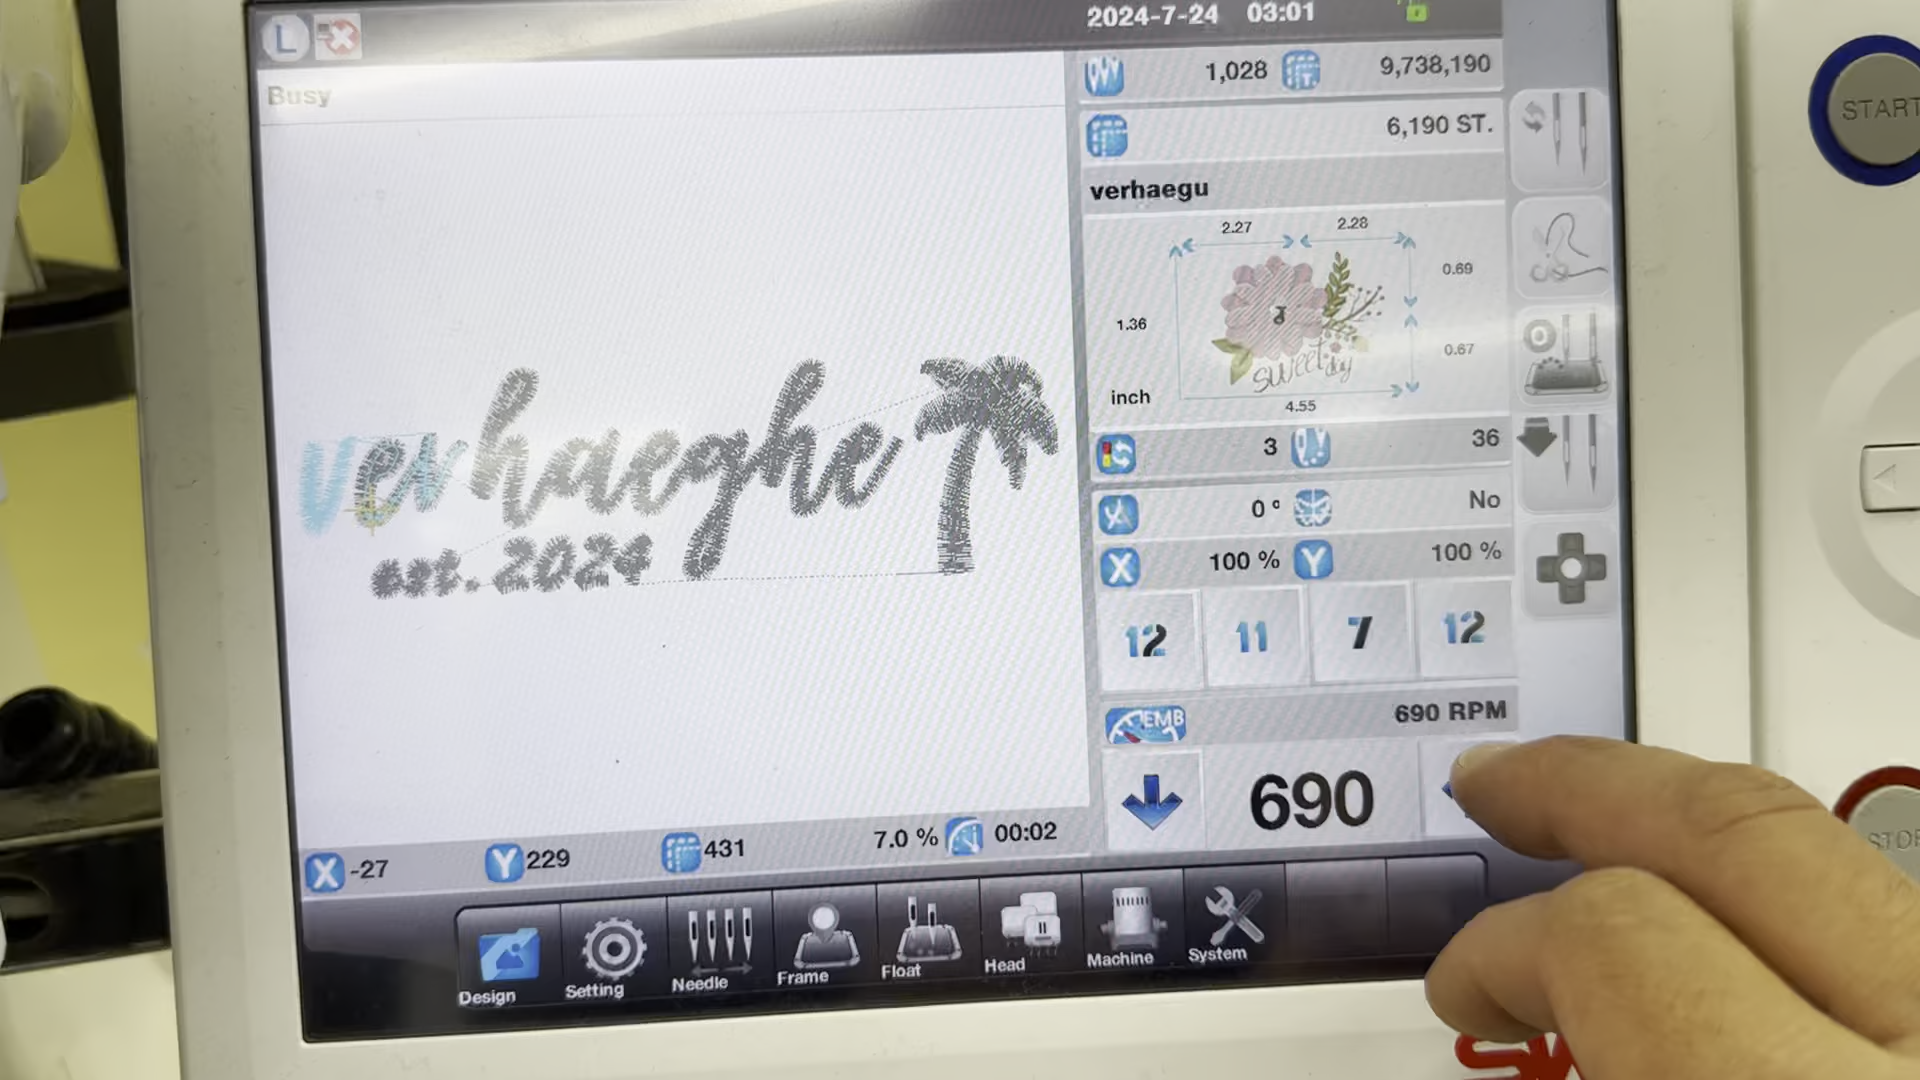 L 2024-7-24 03:01
Busy
1,028 9,738,190
6,190 ST.
verhaegu
2.27 2.28
0.69
1.36
0.67
sweet day
inch
4.55
3 36
0° No
X 100 % Y 100 %
12 11 7 12
EMB 690 RPM
690
verhaeghe
est. 2024
X -27 Y 229 431 7.0 % 00:02
Design Setting Needle Frame Float Head Machine System
START